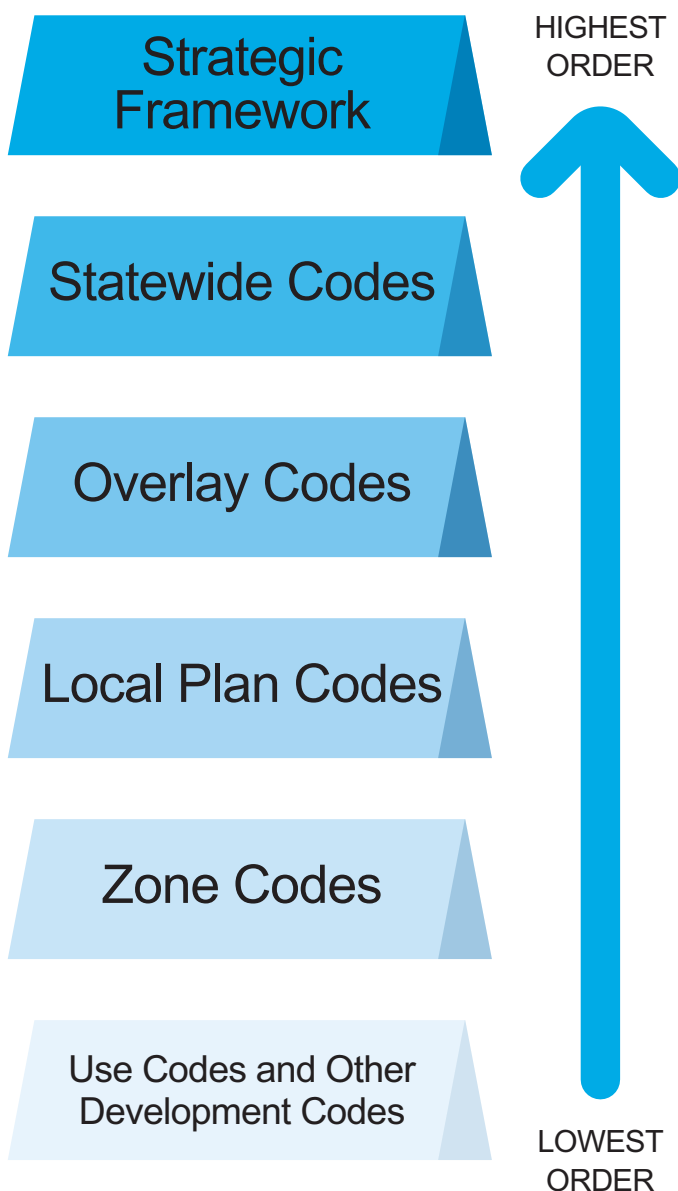 Strategic
Framework
HIGHEST
ORDER
Statewide Codes
Overlay Codes
Local Plan Codes
Zone Codes
Use Codes and Other
Development Codes
LOWEST
ORDER